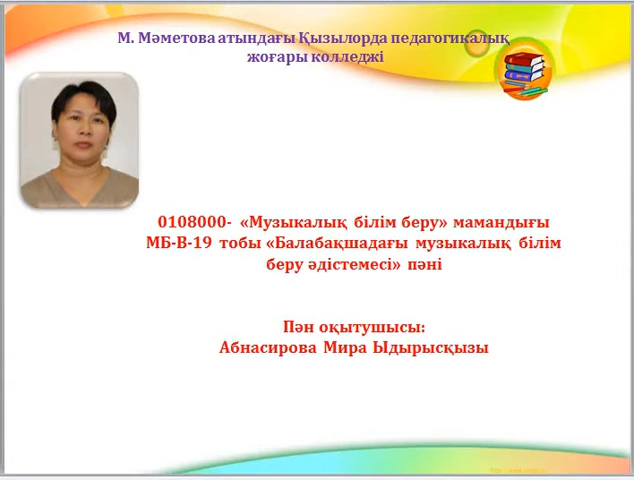 М. Мәметова атындағы Қызылорда педагогикалық
жоғары колледжі
0108000- «Музыкалық білім беру» мамандығы
МБ-В-19 тобы «Балабақшадағы музыкалық білім
беру әдістемесі» пәні
Пән оқытушысы:
Абнасирова Мира Ыдырысқызы